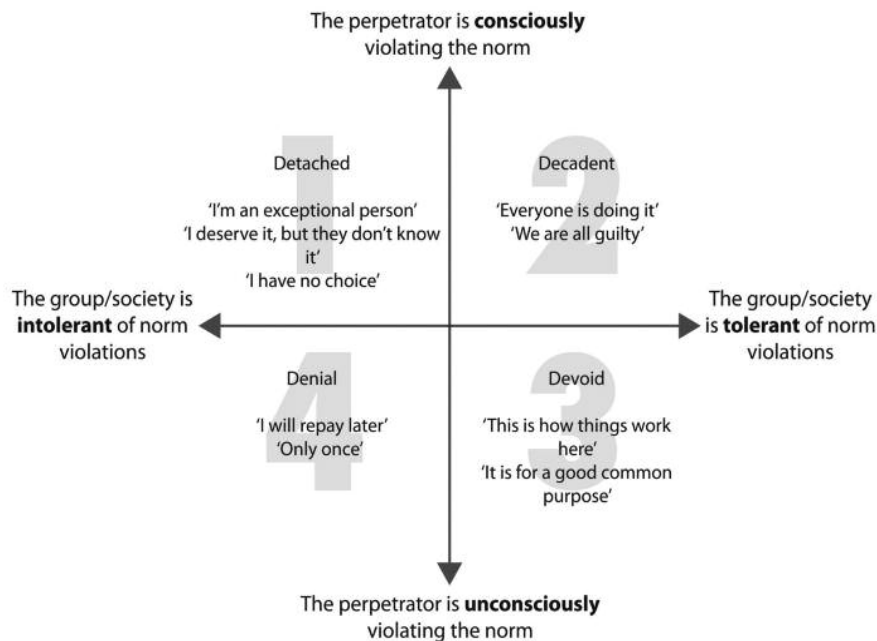 The perpetrator is consciously
violating the norm
1
Detached
'I'm an exceptional person'
'I deserve it, but they don't know
it'
'I have no choice'
2
Decadent
'Everyone is doing it'
'We are all guilty'
The group/society is
intolerant of norm
violations
The group/society
is tolerant of norm
violations
4
Denial
'I will repay later'
'Only once'
3
Devoid
'This is how things work
here'
'It is for a good common
purpose'
The perpetrator is unconsciously
violating the norm